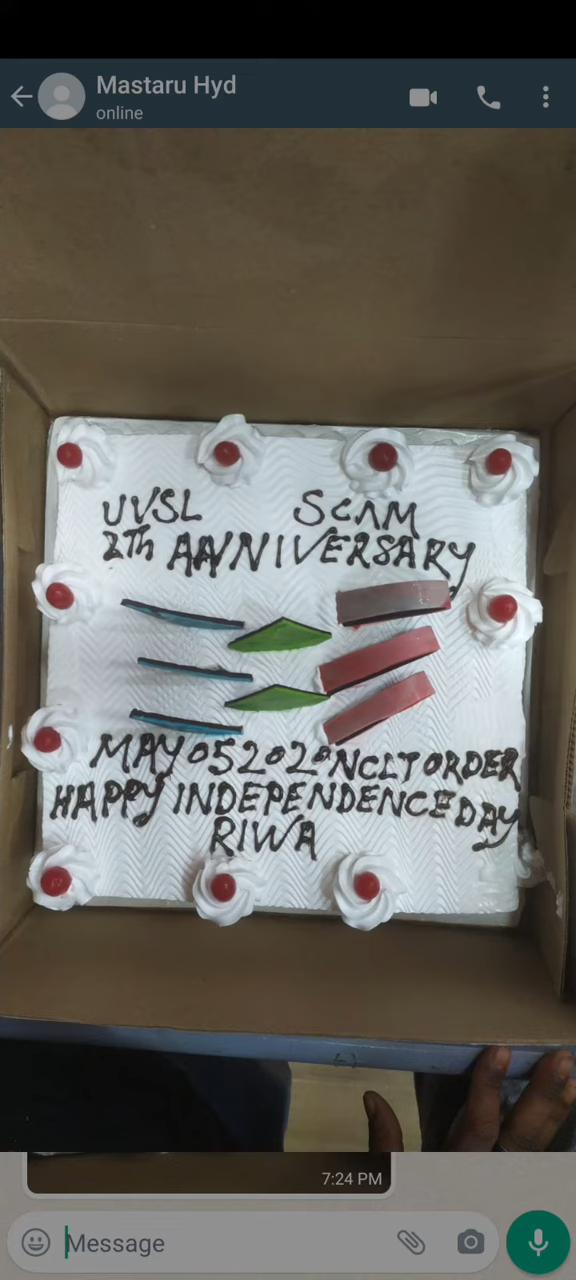 Mastaru Hyd
online
UVSL SCAM
2Th AANNIVERSARY
MAY 05 2020 NCLT ORDER
HAPPY INDEPENDENCE DAY
RIWA
7:24 PM
Message